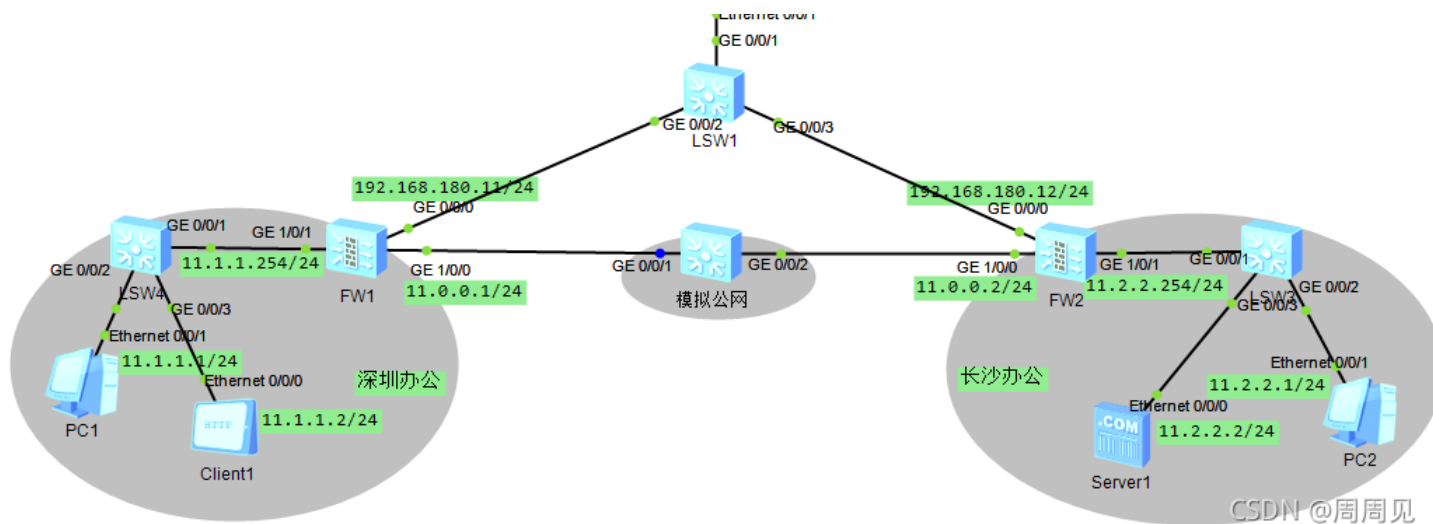 Ethernet 0/0/1
GE 0/0/1
GE 0/0/2
GE 0/0/3
LSW1
192.168.180.11/24
192.168.180.12/24
GE 0/0/0
GE 0/0/0
GE 0/0/1
GE 1/0/1
GE 0/0/2
11.1.1.254/24
LSW4
FW1
GE 1/0/0
11.0.0.1/24
GE 0/0/1
GE 0/0/2
模拟公网
GE 1/0/0
11.0.0.2/24
FW2
GE 1/0/1
GE 0/0/1
11.2.2.254/24
LSW3
GE 0/0/2
GE 0/0/3
GE 0/0/3
Ethernet 0/0/1
11.1.1.1/24
Ethernet 0/0/0
深圳办公
PC1
HTTP
11.1.1.2/24
Client1
长沙办公
Ethernet 0/0/1
11.2.2.1/24
Ethernet 0/0/0
.COM
11.2.2.2/24
PC2
Server1
CSDN @周周见